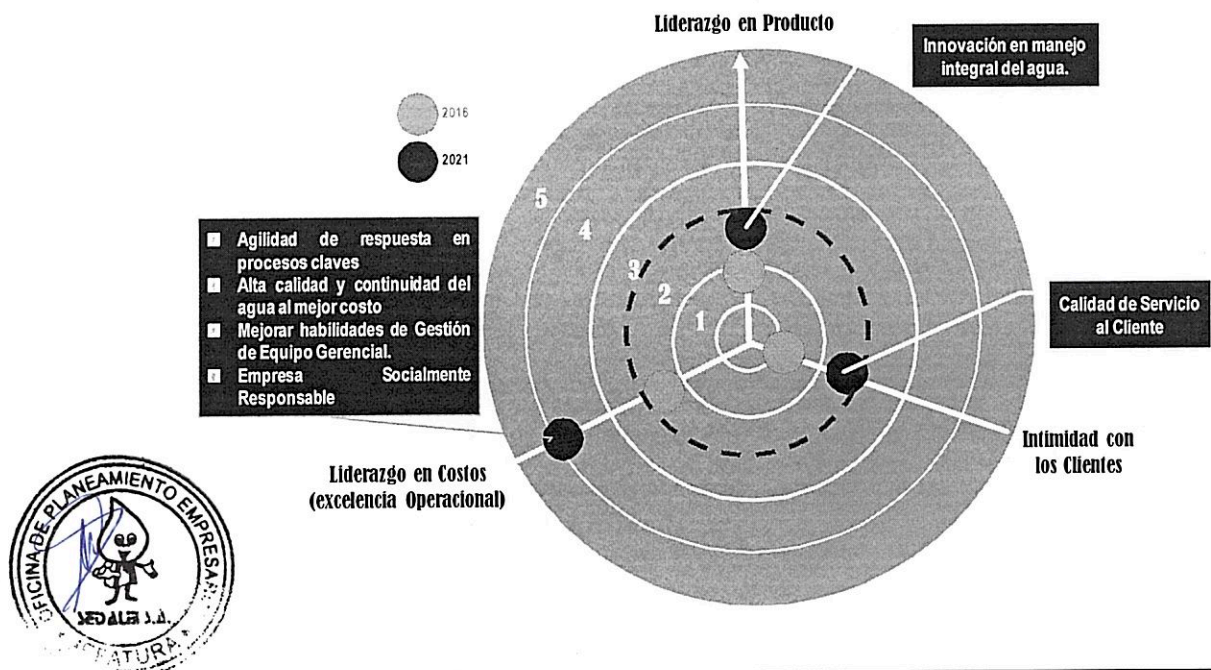 Liderazgo en Producto
Innovación en manejo
integral del agua.
2016
2021
5
4
3
2
1
Agilidad de respuesta en
procesos claves
Alta calidad y continuidad del
agua al mejor costo
Mejorar habilidades de Gestión
de Equipo Gerencial.
Empresa Socialmente
Responsable
Calidad de Servicio
al Cliente
Intimidad con
los Clientes
Liderazgo en Costos
(excelencia Operacional)
OFICINA DE PLANEAMIENTO
S.A.